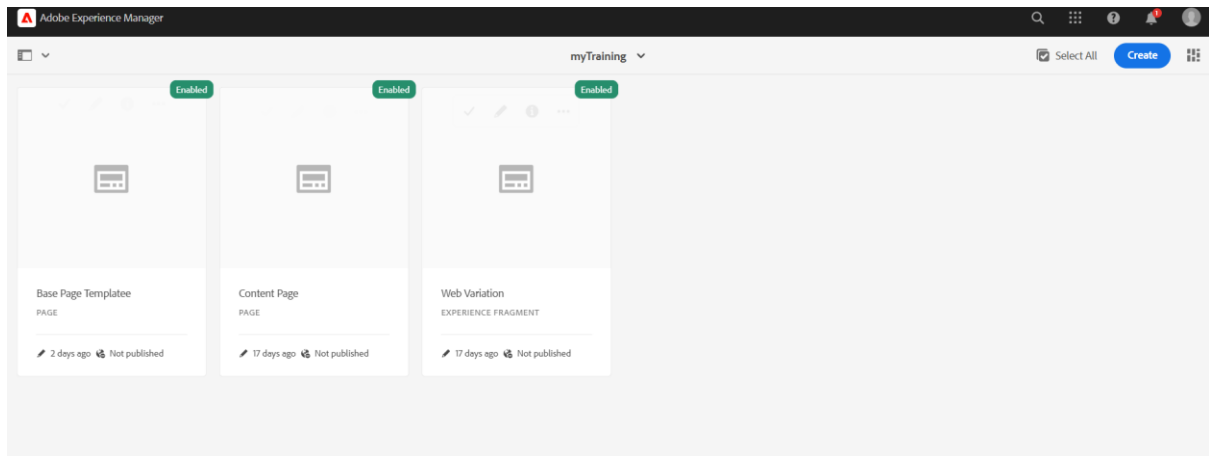 Adobe Experience Manager
1
myTraining
Select All
Create
Enabled
Enabled
Enabled
Base Page Templatee
PAGE
2 days ago Not published
Content Page
PAGE
17 days ago Not published
Web Variation
EXPERIENCE FRAGMENT
17 days ago Not published